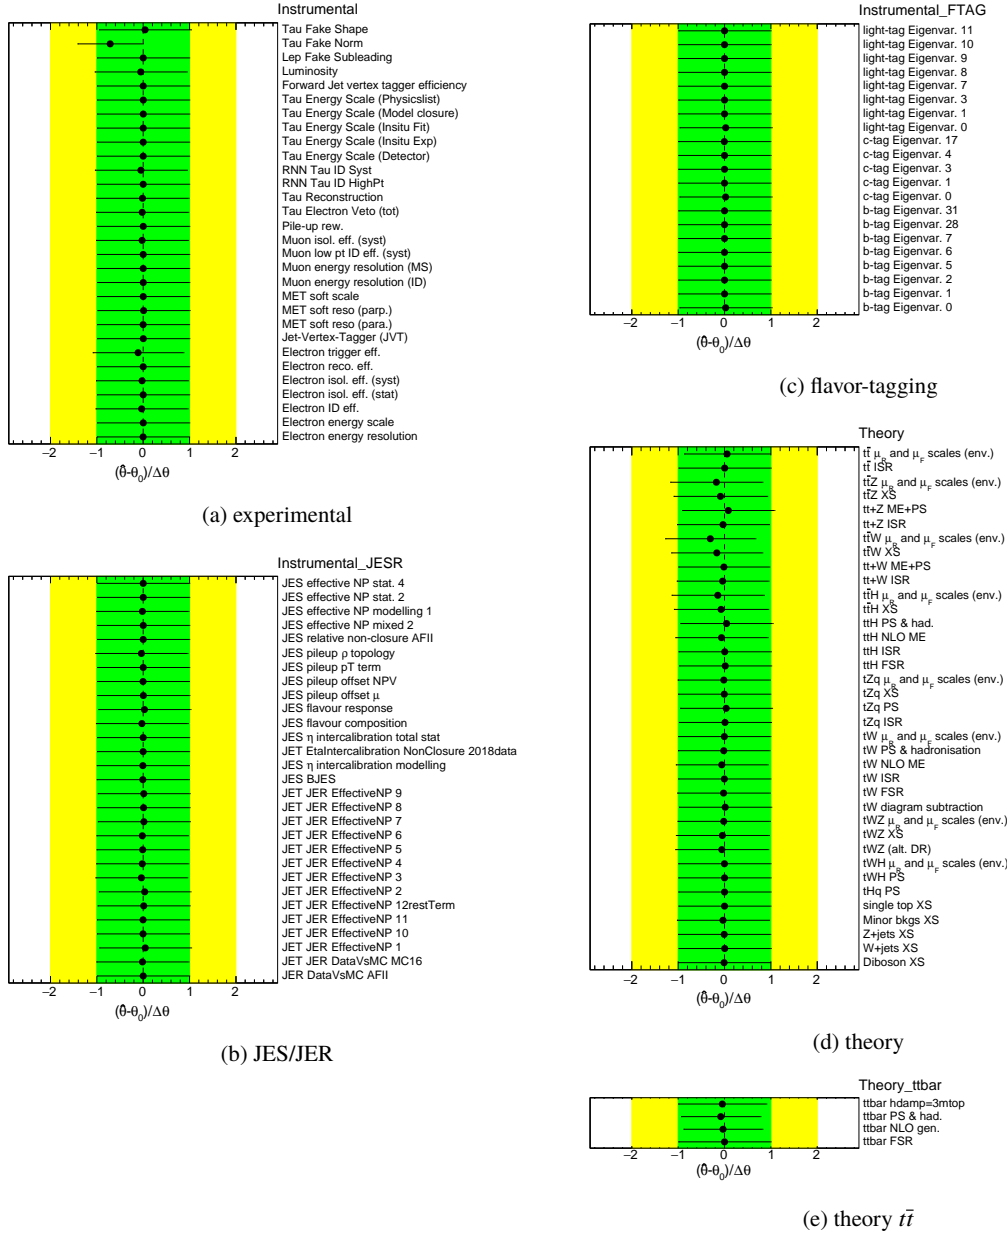 Instrumental
Tau Fake Shape
Tau Fake Norm
Lep Fake Subleading
Luminosity
Forward Jet vertex tagger efficiency
Tau Energy Scale (Physicslist)
Tau Energy Scale (Model closure)
Tau Energy Scale (Insitu Fit)
Tau Energy Scale (Insitu Exp)
Tau Energy Scale (Detector)
RNN Tau ID Syst
RNN Tau ID HighPt
Tau Reconstruction
Tau Electron Veto (tot)
Pile-up rew.
Muon isol. eff. (syst)
Muon low pt ID eff. (syst)
Muon energy resolution (MS)
Muon energy resolution (ID)
MET soft scale
MET soft reso (parp.)
MET soft reso (para.)
Jet-Vertex-Tagger (JVT)
Electron trigger eff.
Electron reco. eff.
Electron isol. eff. (syst)
Electron isol. eff. (stat)
Electron ID eff.
Electron energy scale
Electron energy resolution
−2 −1 0 1 2
(θ̂-θ₀)/Δθ
(a) experimental
Instrumental_JESR
JES effective NP stat. 4
JES effective NP stat. 2
JES effective NP modelling 1
JES effective NP mixed 2
JES relative non-closure AFII
JES pileup ρ topology
JES pileup pT term
JES pileup offset NPV
JES pileup offset μ
JES flavour response
JES flavour composition
JES η intercalibration total stat
JET EtaIntercalibration NonClosure 2018data
JES η intercalibration modelling
JES BJES
JET JER EffectiveNP 9
JET JER EffectiveNP 8
JET JER EffectiveNP 7
JET JER EffectiveNP 6
JET JER EffectiveNP 5
JET JER EffectiveNP 4
JET JER EffectiveNP 3
JET JER EffectiveNP 2
JET JER EffectiveNP 12restTerm
JET JER EffectiveNP 11
JET JER EffectiveNP 10
JET JER EffectiveNP 1
JET JER DataVsMC MC16
JER DataVsMC AFII
−2 −1 0 1 2
(θ̂-θ₀)/Δθ
(b) JES/JER
Instrumental_FTAG
light-tag Eigenvar. 11
light-tag Eigenvar. 10
light-tag Eigenvar. 9
light-tag Eigenvar. 8
light-tag Eigenvar. 7
light-tag Eigenvar. 3
light-tag Eigenvar. 1
light-tag Eigenvar. 0
c-tag Eigenvar. 17
c-tag Eigenvar. 4
c-tag Eigenvar. 3
c-tag Eigenvar. 1
c-tag Eigenvar. 0
b-tag Eigenvar. 31
b-tag Eigenvar. 28
b-tag Eigenvar. 7
b-tag Eigenvar. 6
b-tag Eigenvar. 5
b-tag Eigenvar. 2
b-tag Eigenvar. 1
b-tag Eigenvar. 0
−2 −1 0 1 2
(θ̂-θ₀)/Δθ
(c) flavor-tagging
Theory
tt̄ μ_R and μ_F scales (env.)
tt̄ ISR
tt̄Z μ_R and μ_F scales (env.)
tt̄Z XS
tt+Z ME+PS
tt+Z ISR
tt̄W μ_R and μ_F scales (env.)
tt̄W XS
tt+W ME+PS
tt+W ISR
tt̄H μ_R and μ_F scales (env.)
tt̄H XS
ttH PS & had.
ttH NLO ME
ttH ISR
ttH FSR
tZq μ_R and μ_F scales (env.)
tZq XS
tZq PS
tZq ISR
tW μ_R and μ_F scales (env.)
tW PS & hadronisation
tW NLO ME
tW ISR
tW FSR
tW diagram subtraction
tWZ μ_R and μ_F scales (env.)
tWZ XS
tWZ (alt. DR)
tWH μ_R and μ_F scales (env.)
tWH PS
tHq PS
single top XS
Minor bkgs XS
Z+jets XS
W+jets XS
Diboson XS
−2 −1 0 1 2
(θ̂-θ₀)/Δθ
(d) theory
Theory_ttbar
ttbar hdamp=3mtop
ttbar PS & had.
ttbar NLO gen.
ttbar FSR
−2 −1 0 1 2
(θ̂-θ₀)/Δθ
(e) theory tt̄